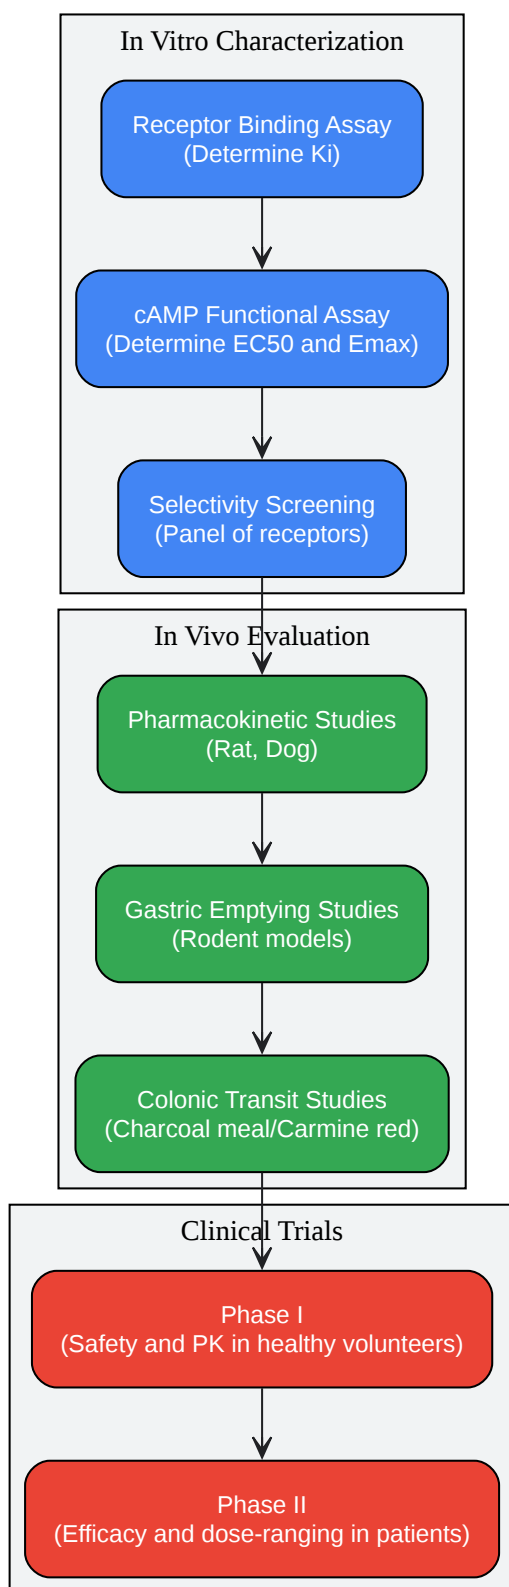 In Vitro Characterization
Receptor Binding Assay
(Determine Ki)
cAMP Functional Assay
(Determine EC50 and Emax)
Selectivity Screening
(Panel of receptors)
In Vivo Evaluation
Pharmacokinetic Studies
(Rat, Dog)
Gastric Emptying Studies
(Rodent models)
Colonic Transit Studies
(Charcoal meal/Carmine red)
Clinical Trials
Phase I
(Safety and PK in healthy volunteers)
Phase II
(Efficacy and dose-ranging in patients)